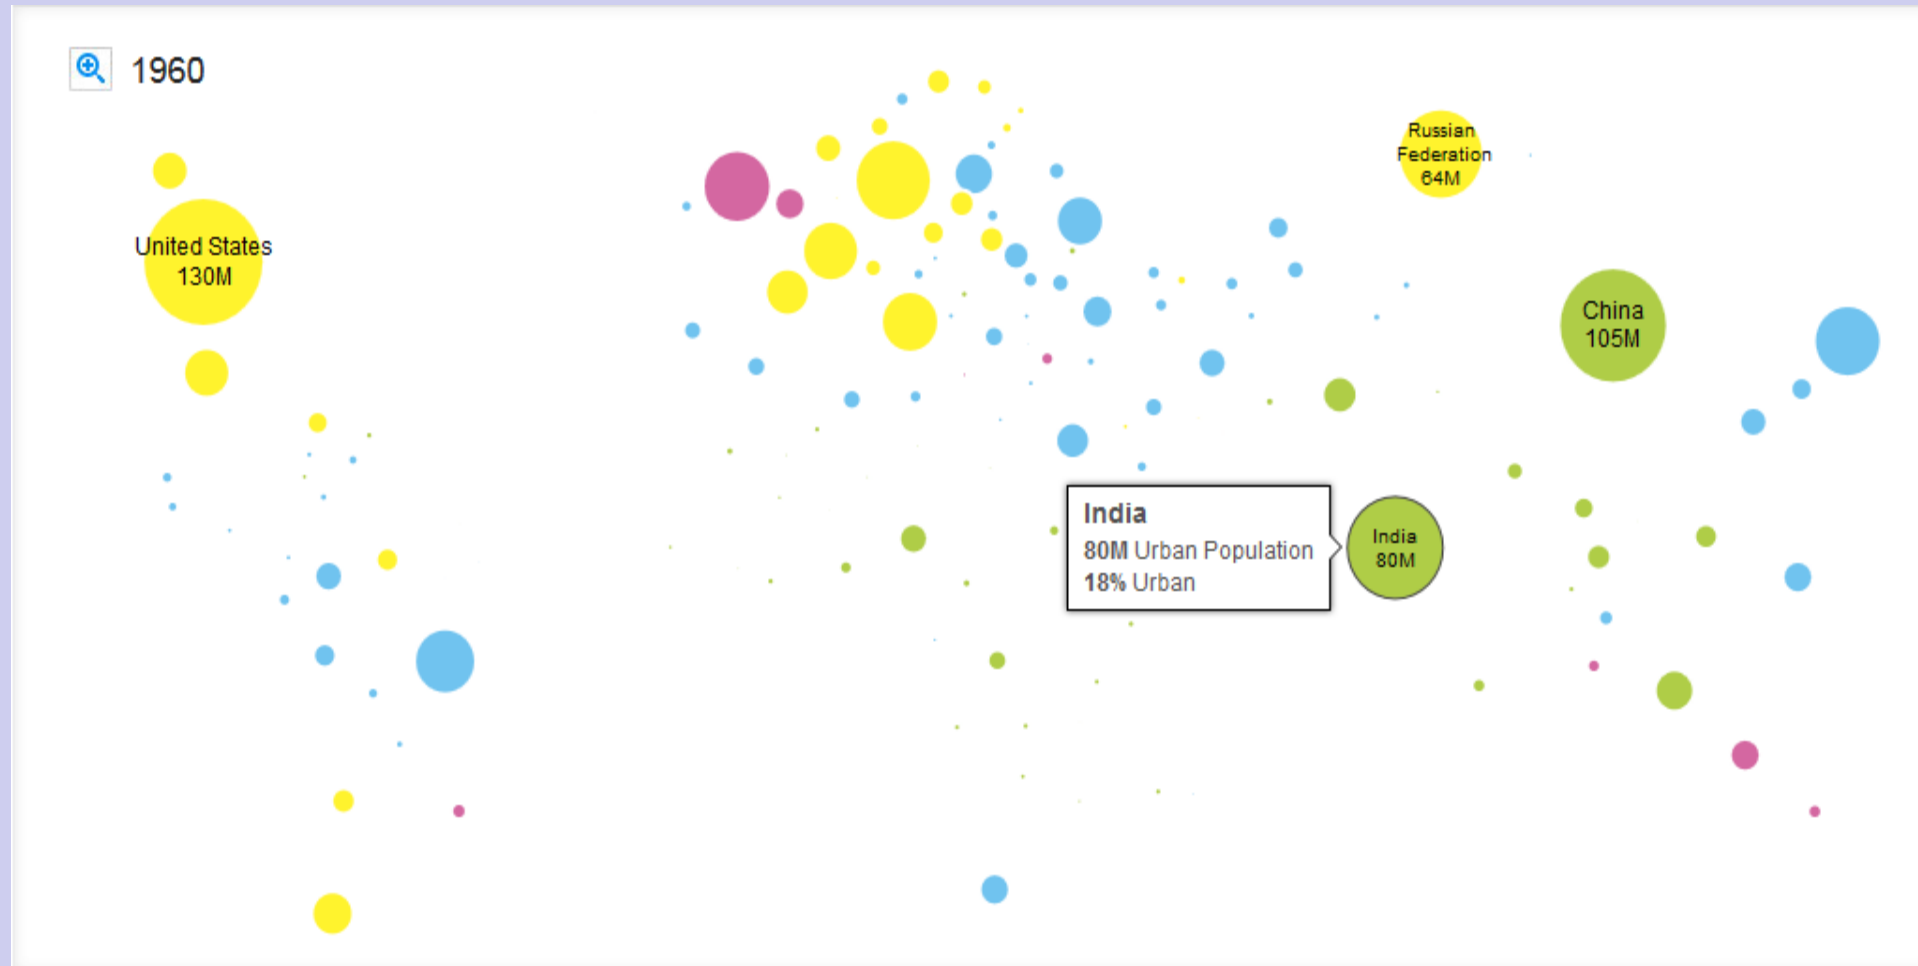 1960
Russian
Federation
64M
United States
130M
China
105M
India
80M Urban Population
18% Urban
India
80M